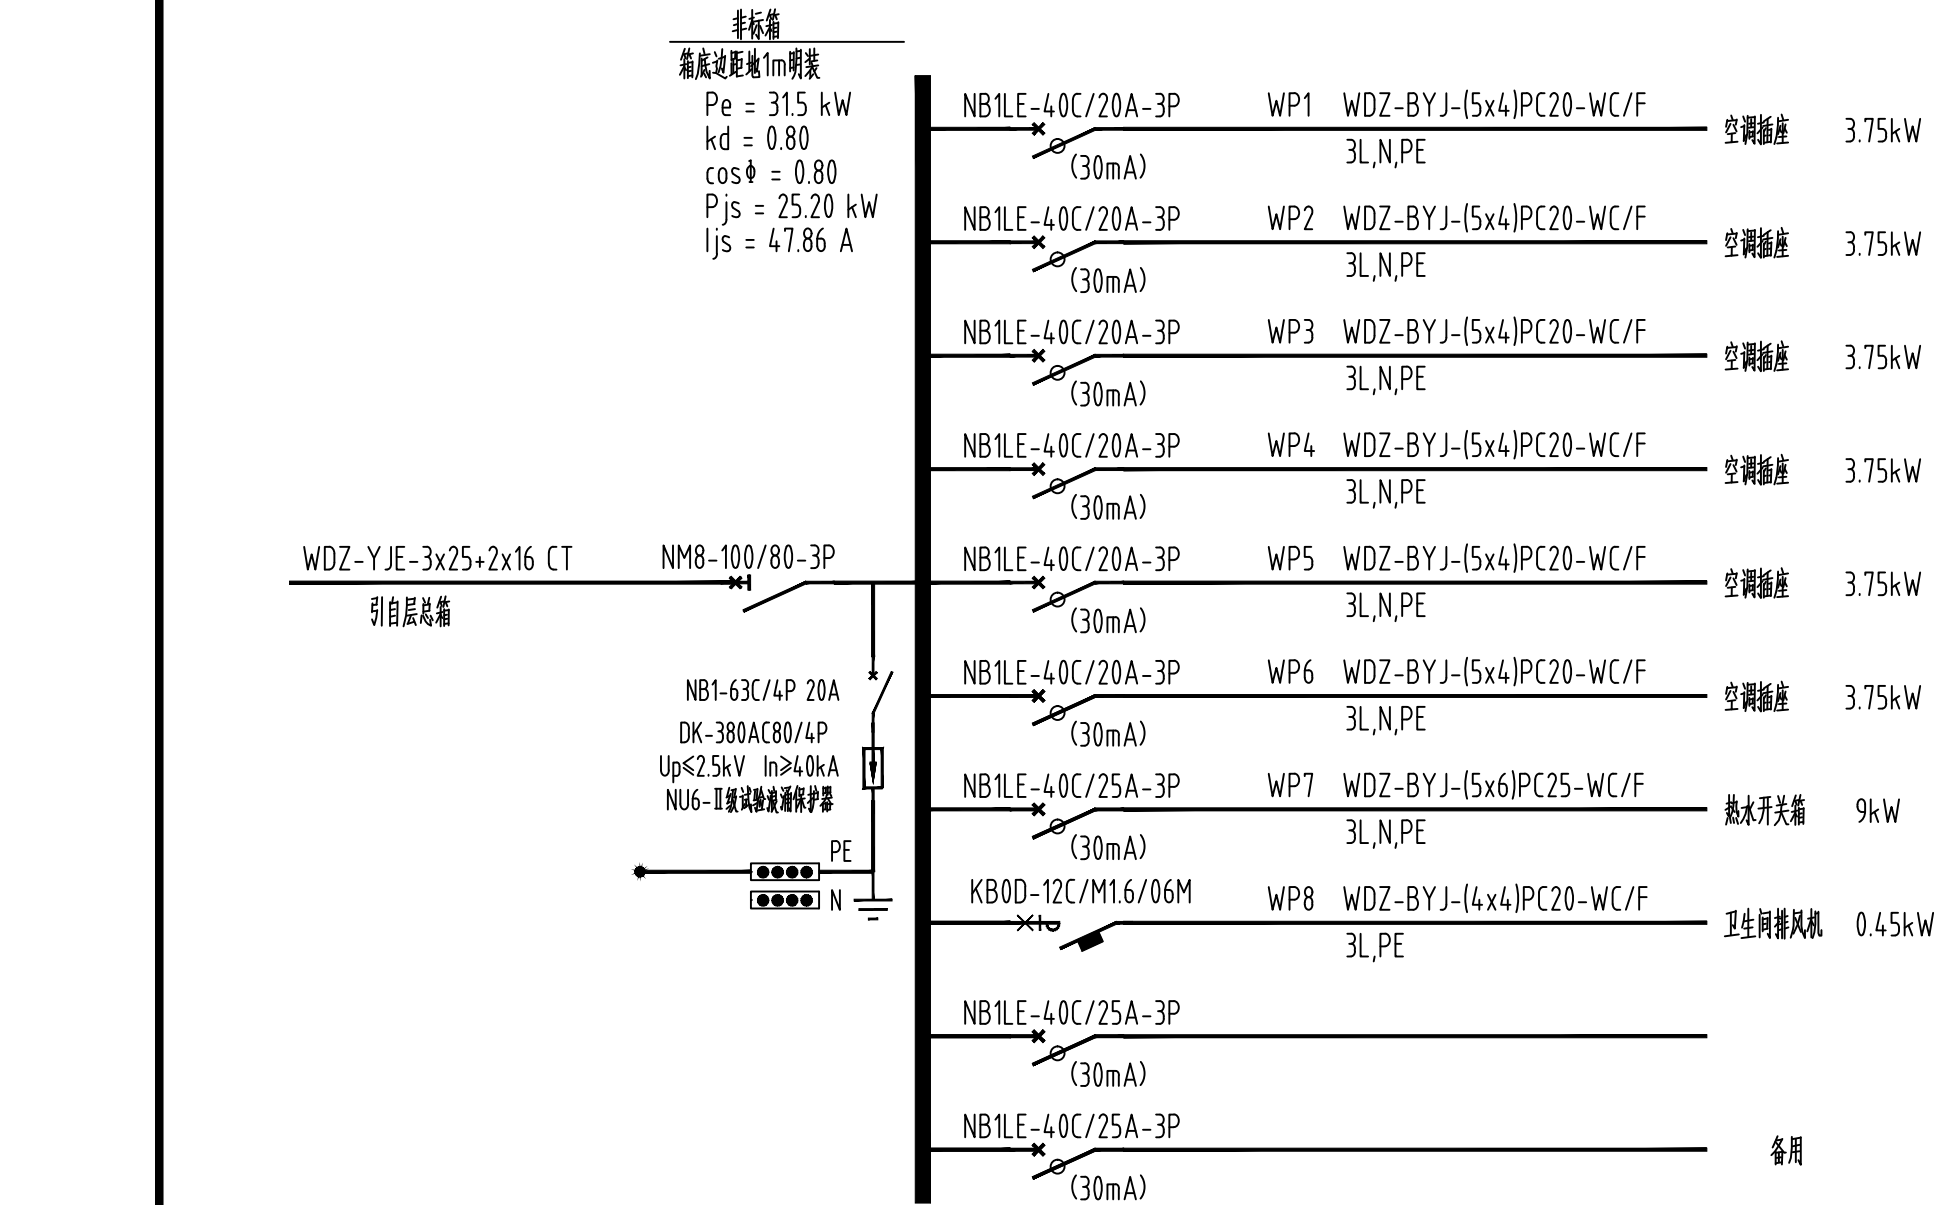 非标箱
箱底边距地1m明装
Pe = 31.5 kW
kd = 0.80
cosΦ = 0.80
Pjs = 25.20 kW
Ijs = 47.86 A
WDZ-YJE-3x25+2x16 CT
引自层总箱
NM8-100/80-3P
NB1-63C/4P 20A
DK-380AC80/4P
Up≤2.5kV In≥40kA
NU6-Ⅱ级试验浪涌保护器
PE
N
NB1LE-40C/20A-3P WP1 WDZ-BYJ-(5x4)PC20-WC/F
空调插座 3.75kW
(30mA) 3L,N,PE
NB1LE-40C/20A-3P WP2 WDZ-BYJ-(5x4)PC20-WC/F
空调插座 3.75kW
(30mA) 3L,N,PE
NB1LE-40C/20A-3P WP3 WDZ-BYJ-(5x4)PC20-WC/F
空调插座 3.75kW
(30mA) 3L,N,PE
NB1LE-40C/20A-3P WP4 WDZ-BYJ-(5x4)PC20-WC/F
空调插座 3.75kW
(30mA) 3L,N,PE
NB1LE-40C/20A-3P WP5 WDZ-BYJ-(5x4)PC20-WC/F
空调插座 3.75kW
(30mA) 3L,N,PE
NB1LE-40C/20A-3P WP6 WDZ-BYJ-(5x4)PC20-WC/F
空调插座 3.75kW
(30mA) 3L,N,PE
NB1LE-40C/25A-3P WP7 WDZ-BYJ-(5x6)PC25-WC/F
热水开关箱 9kW
(30mA) 3L,N,PE
KB0D-12C/M1.6/06M WP8 WDZ-BYJ-(4x4)PC20-WC/F
卫生间排风机 0.45kW
3L,PE
NB1LE-40C/25A-3P
(30mA)
NB1LE-40C/25A-3P
备用
(30mA)